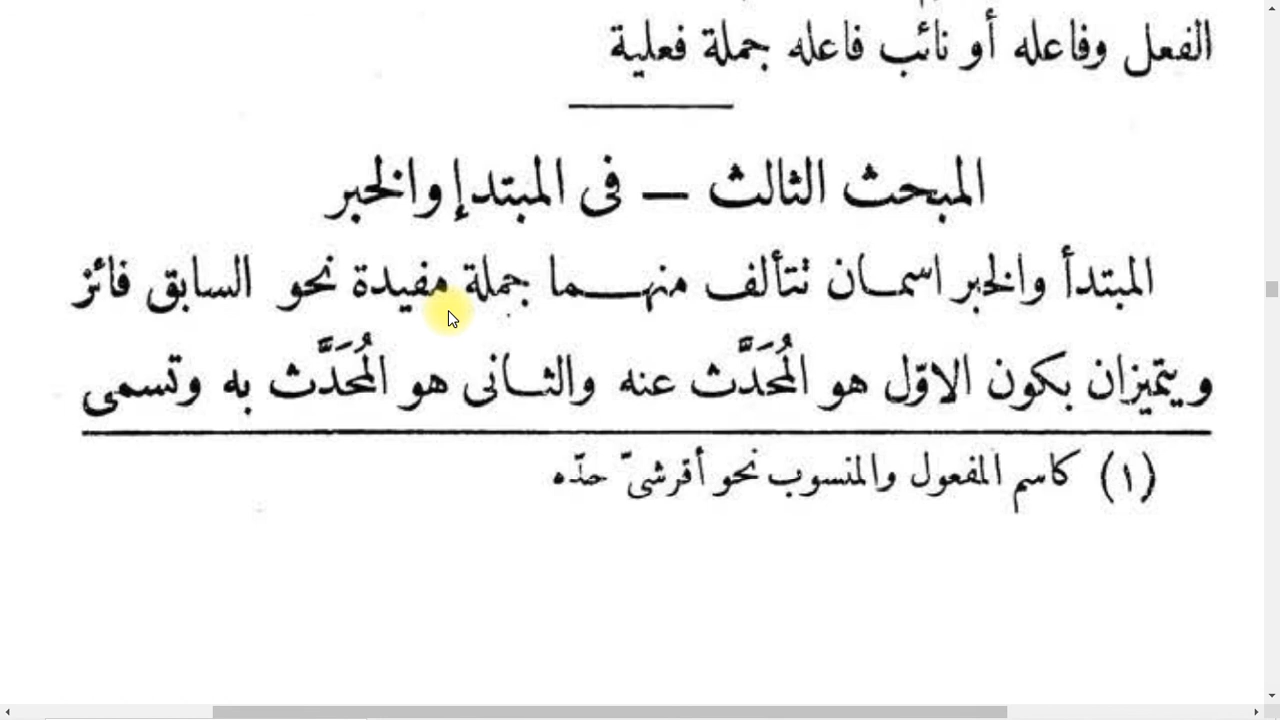 الفعل وفاعله أو نائب فاعله جملة فعلية
المبحث الثالث — فى المبتدإ والخبر
المبتدأ والخبر اسمان تتألف منهما جملة مفيدة نحو السابق فائز
ويتميزان بكون الاوّل هو المُحَدَّث عنه والثانى هو المُحَدَّث به وتسمى
(١) كاسم المفعول والمنسوب نحو أقرشىّ حدّه